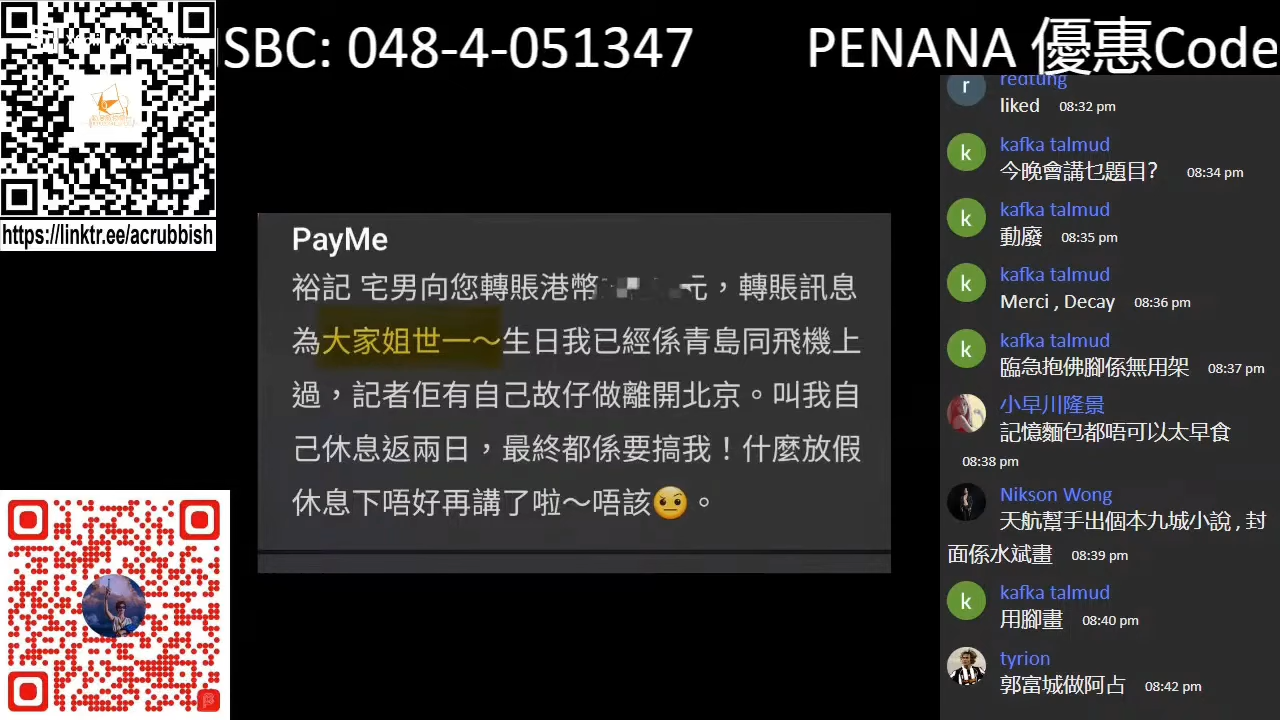 SBC: 048-4-051347
PENANA 優惠Code
https://linktr.ee/acrubbish
PayMe
裕記 宅男向您轉賬港幣 元，轉賬訊息
為大家姐世一～生日我已經係青島同飛機上
過，記者佢有自己故仔做離開北京。叫我自
己休息返兩日，最終都係要搞我！什麼放假
休息下唔好再講了啦～唔該🤨。
redtung
liked 08:32 pm
kafka talmud
今晚會講乜題目? 08:34 pm
kafka talmud
動廢 08:35 pm
kafka talmud
Merci , Decay 08:36 pm
kafka talmud
臨急抱佛腳係無用架 08:37 pm
小早川隆景
記憶麵包都唔可以太早食
08:38 pm
Nikson Wong
天航幫手出個本九城小說 , 封
面係水斌畫 08:39 pm
kafka talmud
用腳畫 08:40 pm
tyrion
郭富城做阿占 08:42 pm